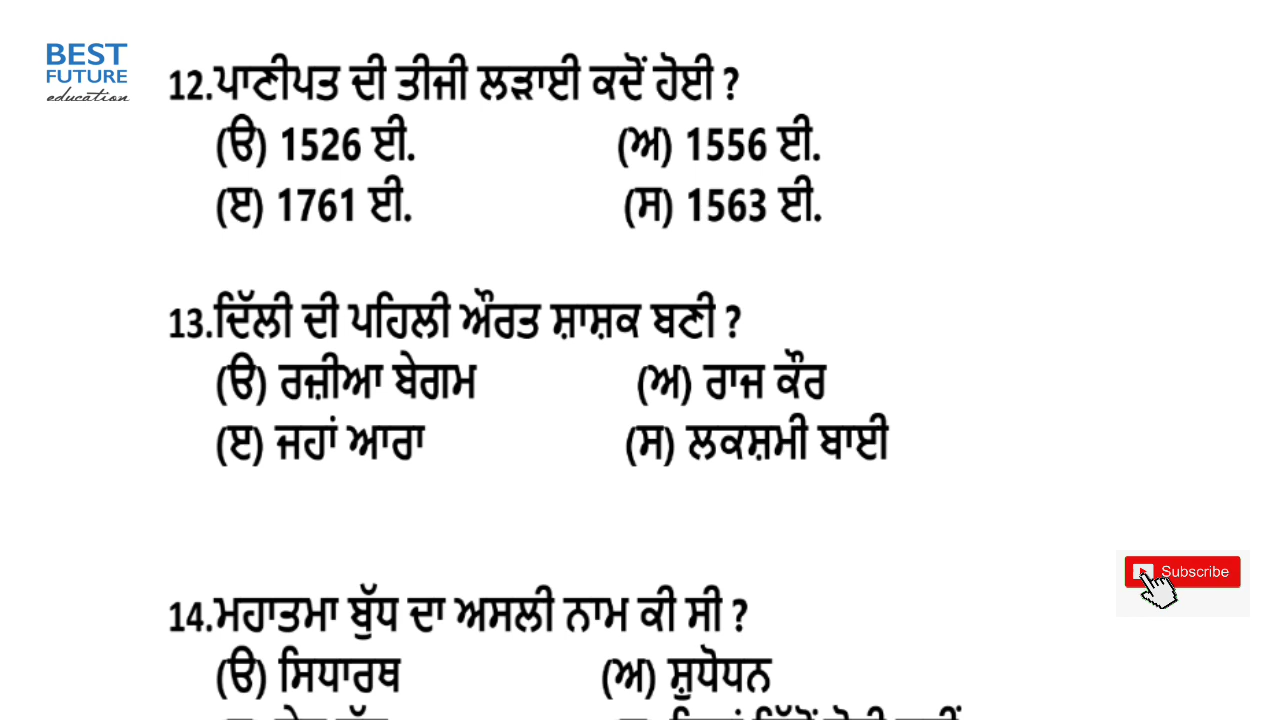 BEST
FUTURE
education
12.ਪਾਣੀਪਤ ਦੀ ਤੀਜੀ ਲੜਾਈ ਕਦੋਂ ਹੋਈ ?
(ੳ) 1526 ਈ. (ਅ) 1556 ਈ.
(ੲ) 1761 ਈ. (ਸ) 1563 ਈ.
13.ਦਿੱਲੀ ਦੀ ਪਹਿਲੀ ਔਰਤ ਸ਼ਾਸ਼ਕ ਬਣੀ ?
(ੳ) ਰਜ਼ੀਆ ਬੇਗਮ (ਅ) ਰਾਜ ਕੌਰ
(ੲ) ਜਹਾਂ ਆਰਾ (ਸ) ਲਕਸ਼ਮੀ ਬਾਈ
Subscribe
14.ਮਹਾਤਮਾ ਬੁੱਧ ਦਾ ਅਸਲੀ ਨਾਮ ਕੀ ਸੀ ?
(ੳ) ਸਿਧਾਰਥ (ਅ) ਸ਼ੁਧੋਧਨ